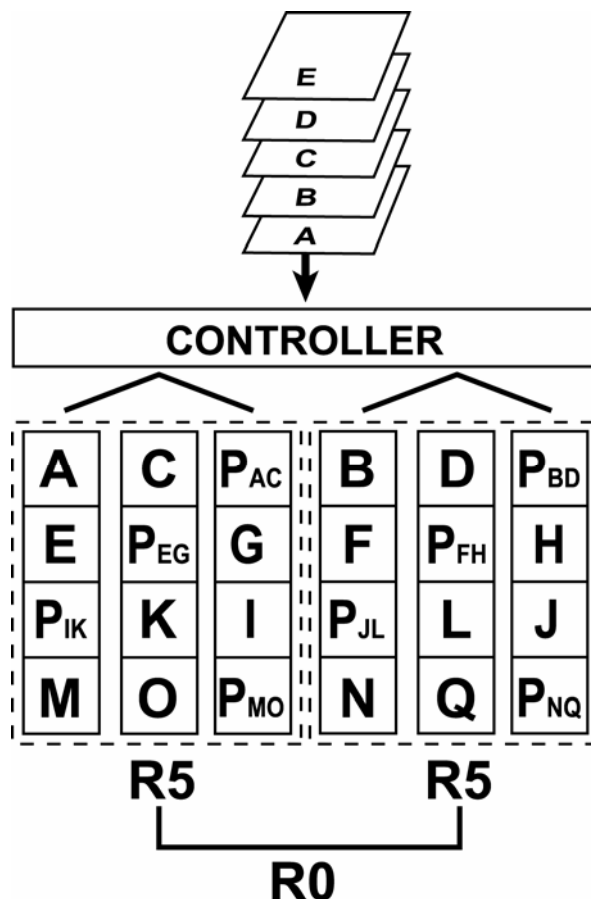 E
D
C
B
A
CONTROLLER
A C PAC B D PBD
E PEG G F PFH H
PIK K I PJL L J
M O PMO N Q PNQ
R5 R5
R0